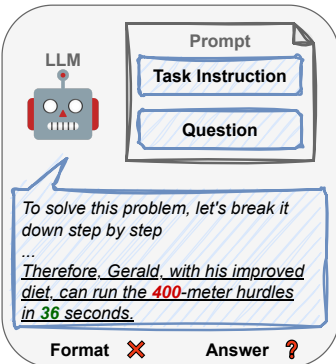 Prompt
LLM
Task Instruction
Question
To solve this problem, let's break it
down step by step
...
Therefore, Gerald, with his improved
diet, can run the 400-meter hurdles
in 36 seconds.
Format ❌ Answer ❓